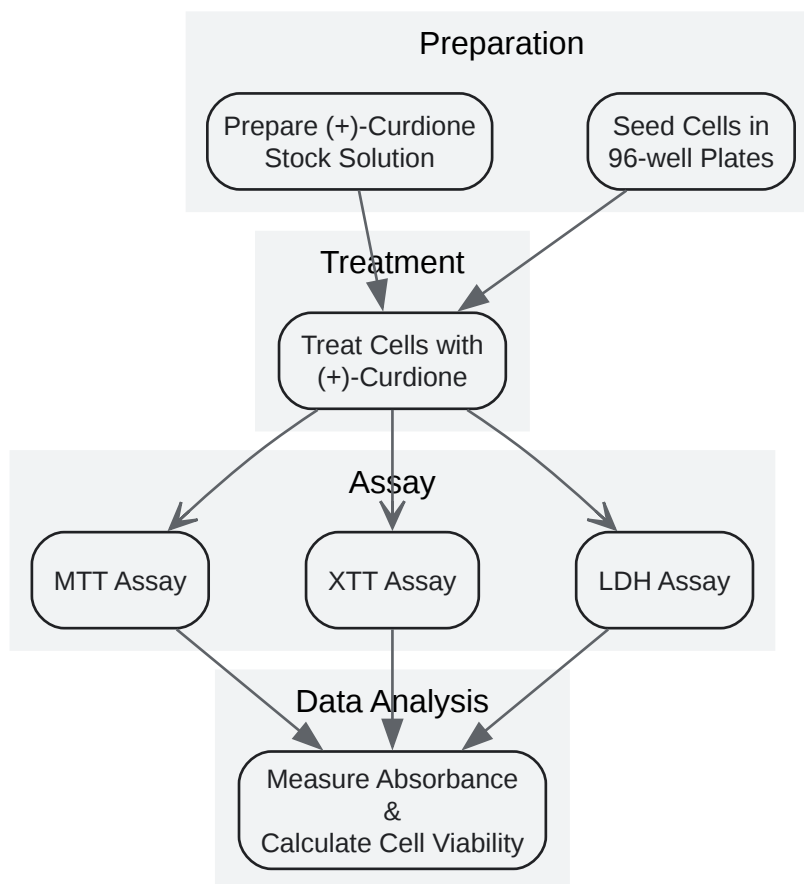 Preparation
Prepare (+)-Curdione
Stock Solution
Seed Cells in
96-well Plates
Treatment
Treat Cells with
(+)-Curdione
Assay
MTT Assay
XTT Assay
LDH Assay
Data Analysis
Measure Absorbance
&
Calculate Cell Viability